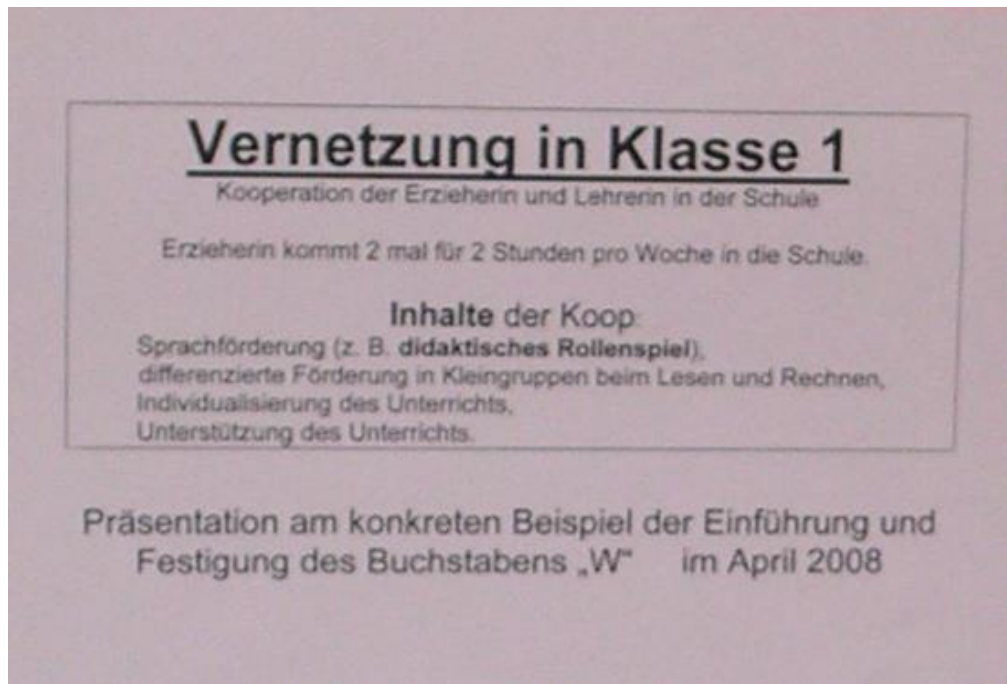 Vernetzung in Klasse 1
Kooperation der Erzieherin und Lehrerin in der Schule
Erzieherin kommt 2 mal für 2 Stunden pro Woche in die Schule.
Inhalte der Koop:
Sprachförderung (z. B. didaktisches Rollenspiel),
differenzierte Förderung in Kleingruppen beim Lesen und Rechnen,
Individualisierung des Unterrichts,
Unterstützung des Unterrichts.
Präsentation am konkreten Beispiel der Einführung und
Festigung des Buchstabens „W“ im April 2008